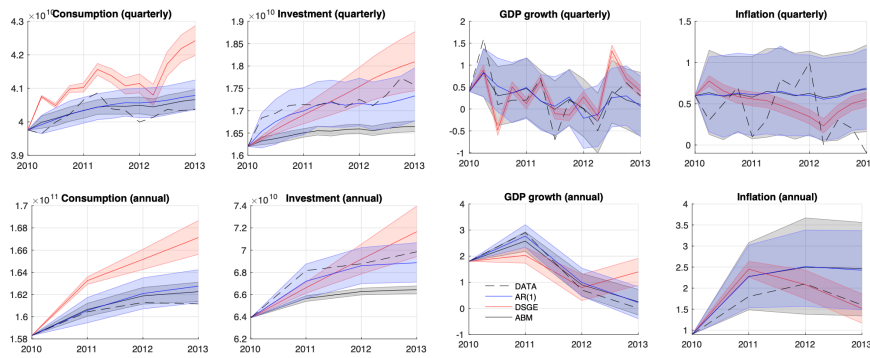 ×10^10 Consumption (quarterly)
4.3
4.2
4.1
4
3.9
2010 2011 2012 2013
×10^10 Investment (quarterly)
1.9
1.85
1.8
1.75
1.7
1.65
1.6
2010 2011 2012 2013
GDP growth (quarterly)
2
1.5
1
0.5
0
-0.5
-1
2010 2011 2012 2013
Inflation (quarterly)
1.5
1
0.5
0
2010 2011 2012 2013
×10^11 Consumption (annual)
1.7
1.68
1.66
1.64
1.62
1.6
1.58
2010 2011 2012 2013
×10^10 Investment (annual)
7.4
7.2
7
6.8
6.6
6.4
6.2
2010 2011 2012 2013
GDP growth (annual)
4
3
2
1
0
-1
DATA
AR(1)
DSGE
ABM
2010 2011 2012 2013
Inflation (annual)
4
3.5
3
2.5
2
1.5
1
2010 2011 2012 2013